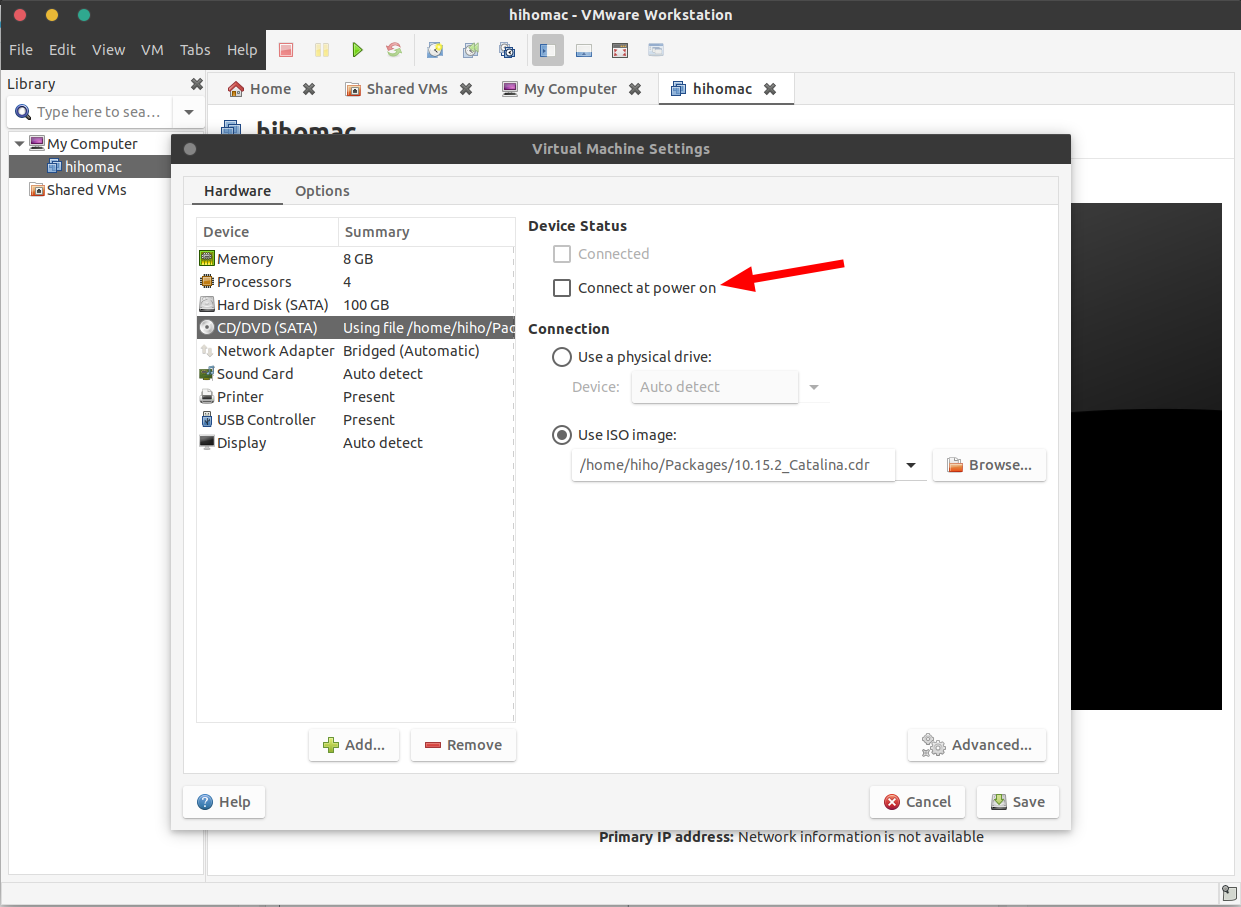 hihomac - VMware Workstation
File Edit View VM Tabs Help
Library
Home Shared VMs My Computer hihomac
Type here to sea...
hihomac
My Computer
hihomac
Shared VMs
Virtual Machine Settings
Hardware Options
Device Summary
Memory 8 GB
Processors 4
Hard Disk (SATA) 100 GB
CD/DVD (SATA) Using file /home/hiho/Pac
Network Adapter Bridged (Automatic)
Sound Card Auto detect
Printer Present
USB Controller Present
Display Auto detect
Add... Remove
Device Status
Connected
Connect at power on
Connection
Use a physical drive:
Device: Auto detect
Use ISO image:
/home/hiho/Packages/10.15.2_Catalina.cdr Browse...
Advanced...
Help Cancel Save
Primary IP address: Network information is not available